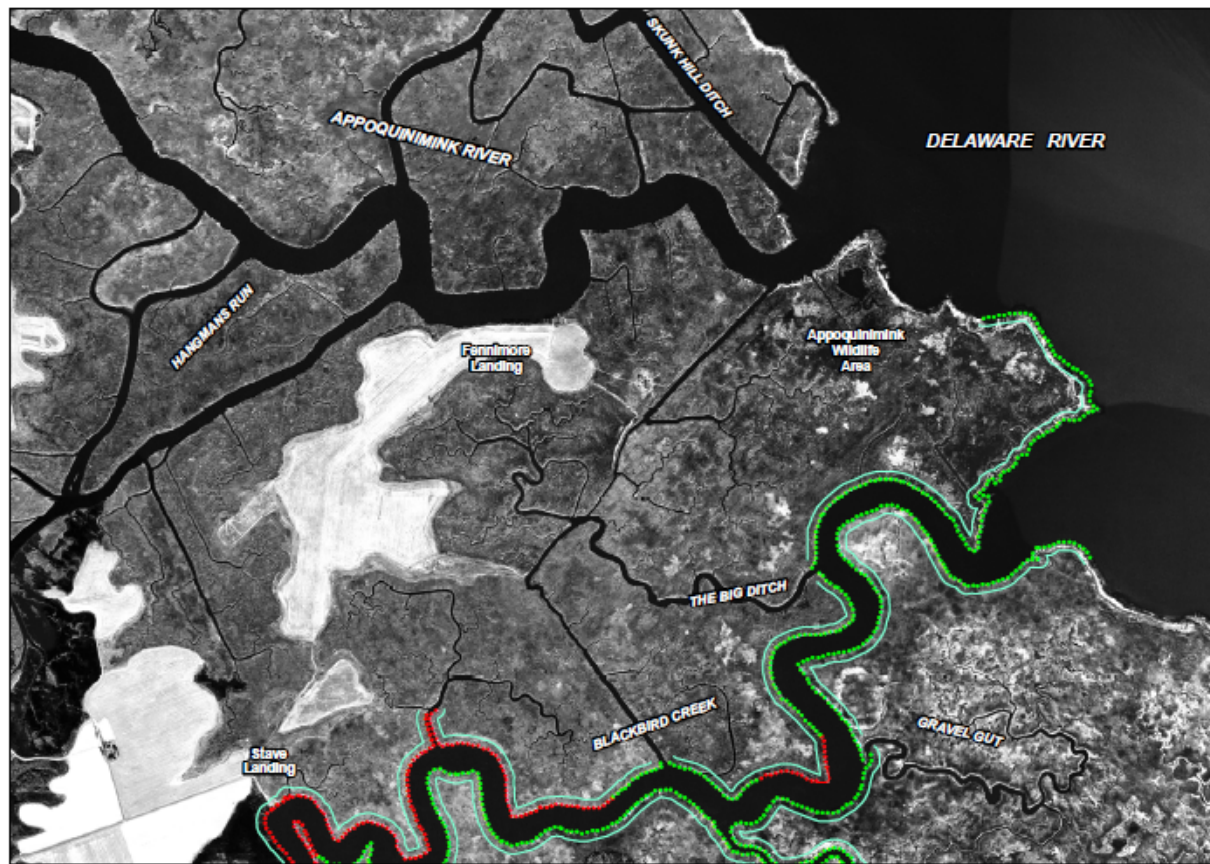 SKUNK HILL DITCH
APPOQUINIMINK RIVER
DELAWARE RIVER
HANGMANS RUN
Fennimore
Landing
Appoquinimink
Wildlife
Area
THE BIG DITCH
BLACKBIRD CREEK
GRAVEL GUT
Stave
Landing